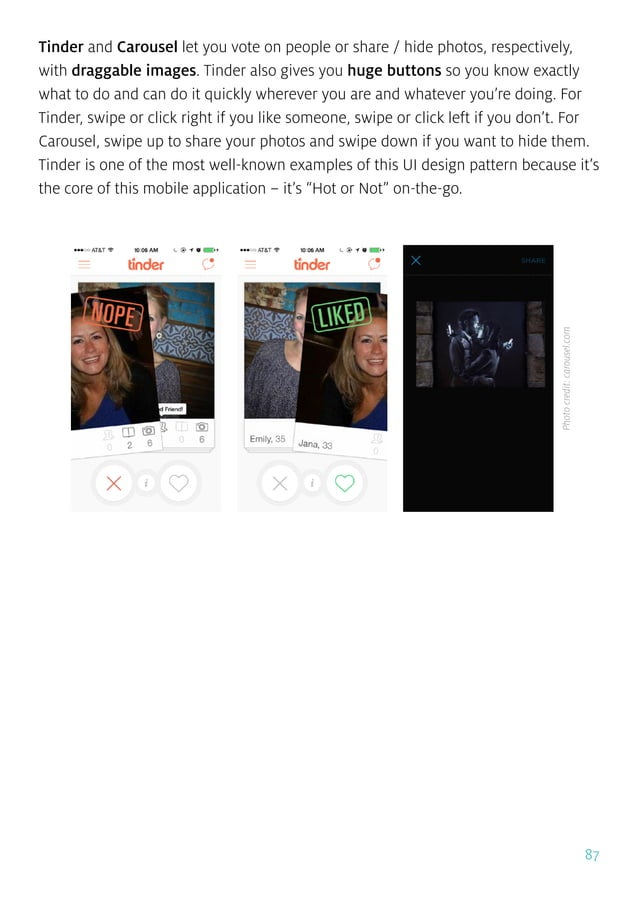 Tinder and Carousel let you vote on people or share / hide photos, respectively,
with draggable images. Tinder also gives you huge buttons so you know exactly
what to do and can do it quickly wherever you are and whatever you’re doing. For
Tinder, swipe or click right if you like someone, swipe or click left if you don’t. For
Carousel, swipe up to share your photos and swipe down if you want to hide them.
Tinder is one of the most well-known examples of this UI design pattern because it’s
the core of this mobile application – it’s “Hot or Not” on-the-go.
AT&T 10:06 AM
tinder
NOPE
d Friend!
0 2 6 0 6
i
AT&T 10:06 AM
tinder
LIKED
Emily, 35 Jana, 33 0
i
SHARE
Photo credit: carousel.com
87